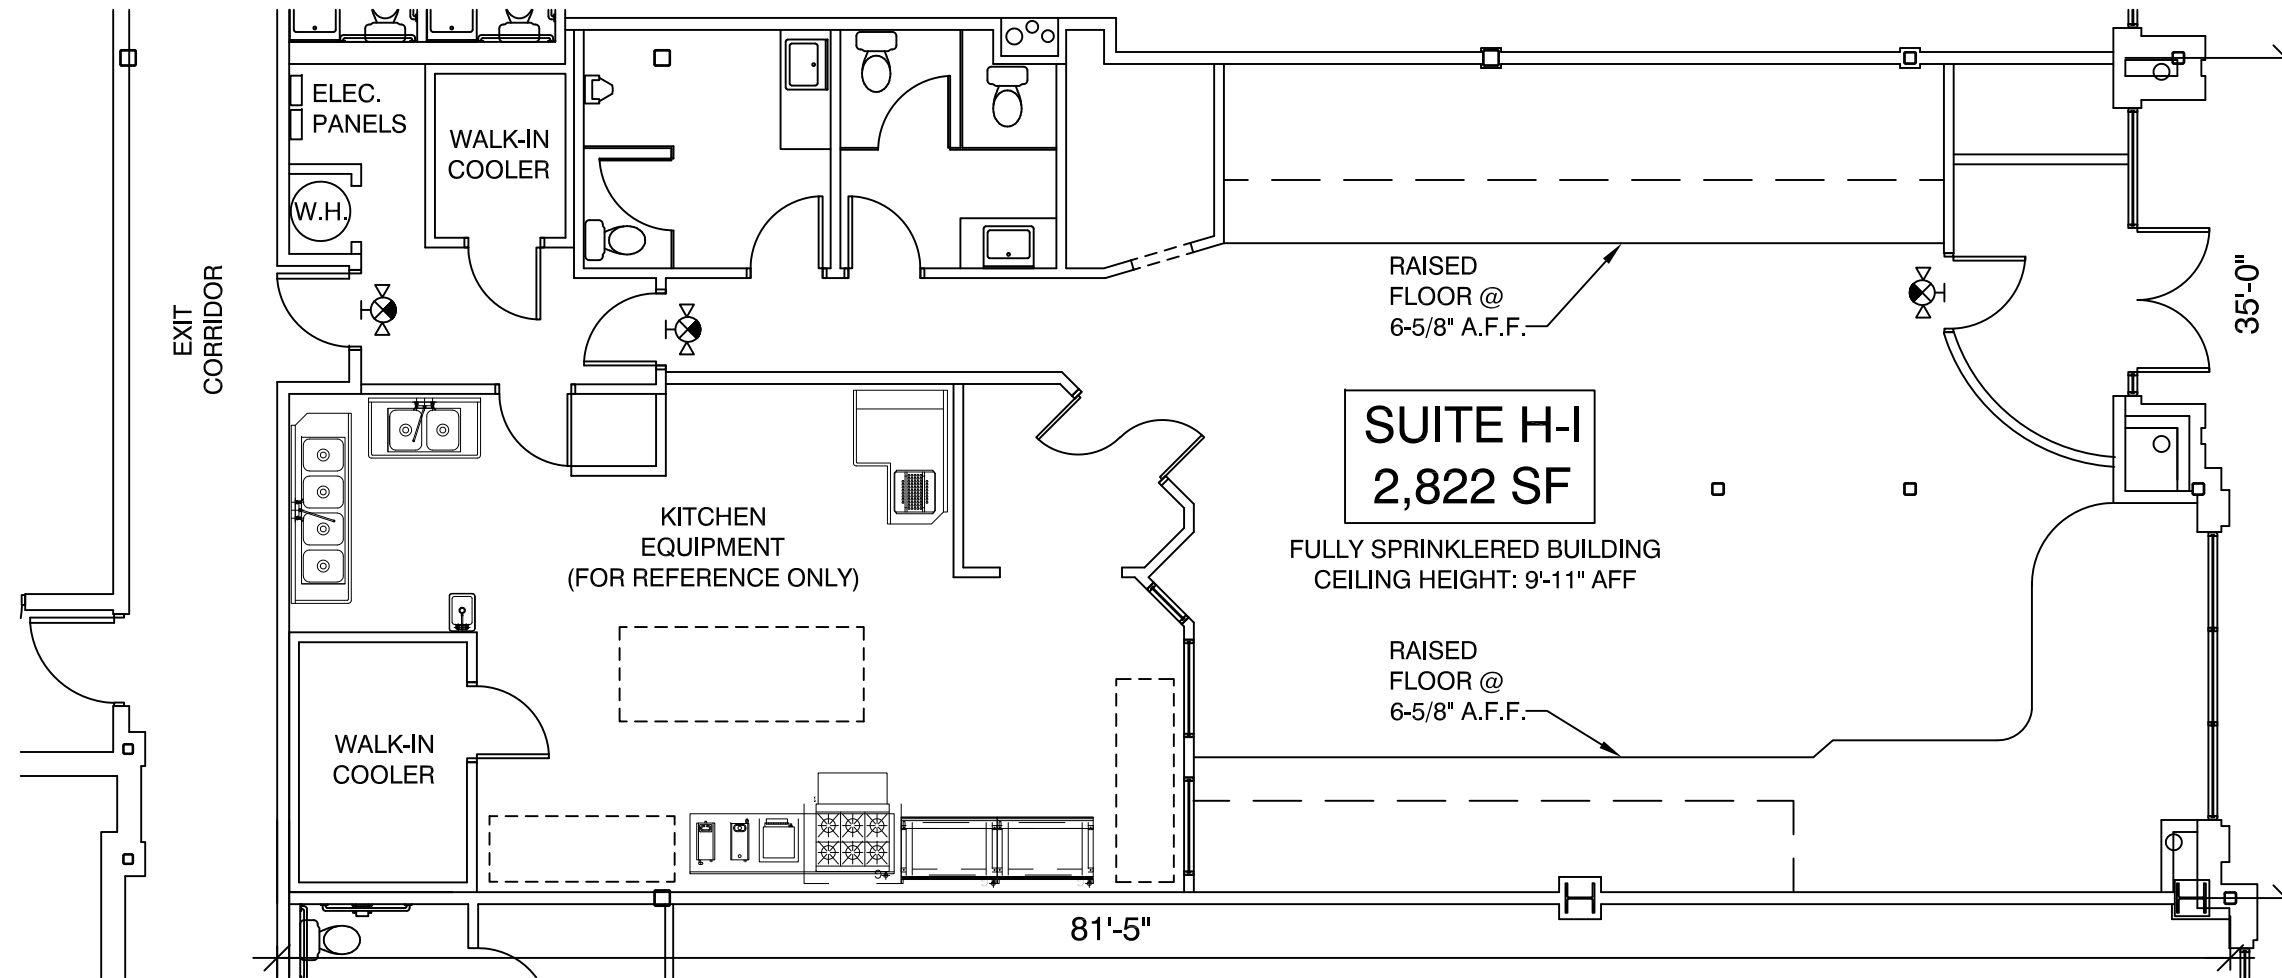 ELEC.
PANELS
WALK-IN
COOLER
W.H.
EXIT
CORRIDOR
RAISED
FLOOR @
6-5/8" A.F.F.
35'-0"
SUITE H-I
2,822 SF
FULLY SPRINKLERED BUILDING
CEILING HEIGHT: 9'-11" AFF
KITCHEN
EQUIPMENT
(FOR REFERENCE ONLY)
RAISED
FLOOR @
6-5/8" A.F.F.
WALK-IN
COOLER
81'-5"